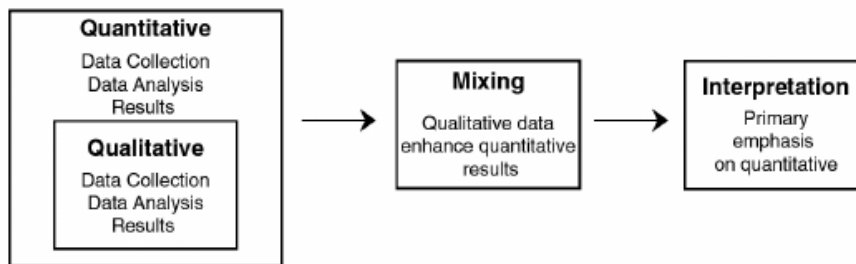 Quantitative
Data Collection
Data Analysis
Results
Qualitative
Data Collection
Data Analysis
Results
Mixing
Qualitative data
enhance quantitative
results
Interpretation
Primary
emphasis
on quantitative